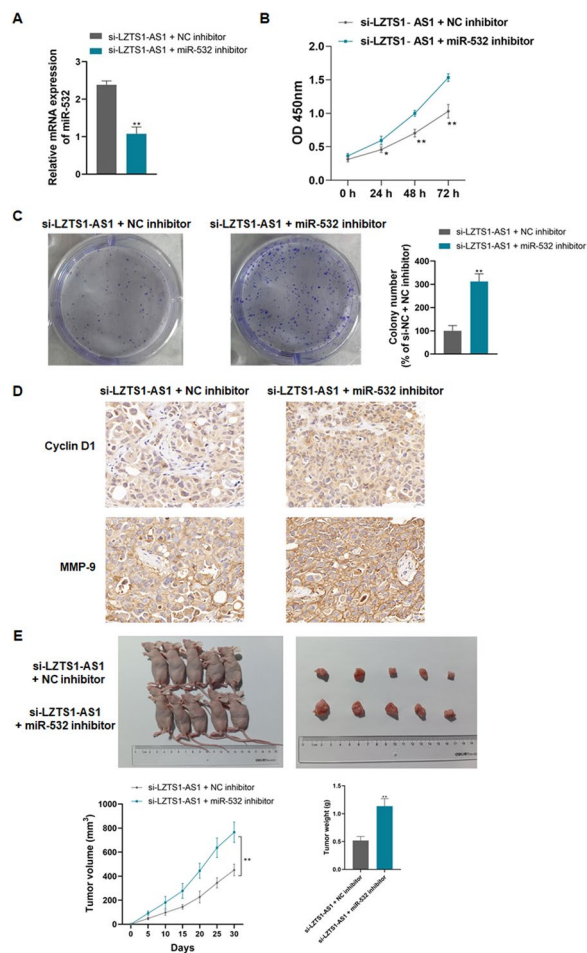 A
si-LZTS1-AS1 + NC inhibitor
si-LZTS1-AS1 + miR-532 inhibitor
Relative mRNA expression
of miR-532
3
2
1
0
**
B
si-LZTS1- AS1 + NC inhibitor
si-LZTS1- AS1 + miR-532 inhibitor
OD 450nm
2.0
1.5
1.0
0.5
0.0
*
**
**
0 h
24 h
48 h
72 h
C
si-LZTS1-AS1 + NC inhibitor
si-LZTS1-AS1 + miR-532 inhibitor
si-LZTS1-AS1 + NC inhibitor
si-LZTS1-AS1 + miR-532 inhibitor
Colony number
(% of si-NC + NC inhibitor)
400
300
200
100
0
**
D
si-LZTS1-AS1 + NC inhibitor
si-LZTS1-AS1 + miR-532 inhibitor
Cyclin D1
MMP-9
E
si-LZTS1-AS1
+ NC inhibitor
si-LZTS1-AS1
+ miR-532 inhibitor
si-LZTS1-AS1 + NC inhibitor
si-LZTS1-AS1 + miR-532 inhibitor
Tumor volume (mm3)
800
600
400
200
0
**
0
5
10
15
20
25
30
Days
Tumor weight (g)
1.5
1.0
0.5
0.0
**
si-LZTS1-AS1 + NC inhibitor
si-LZTS1-AS1 + miR-532 inhibitor